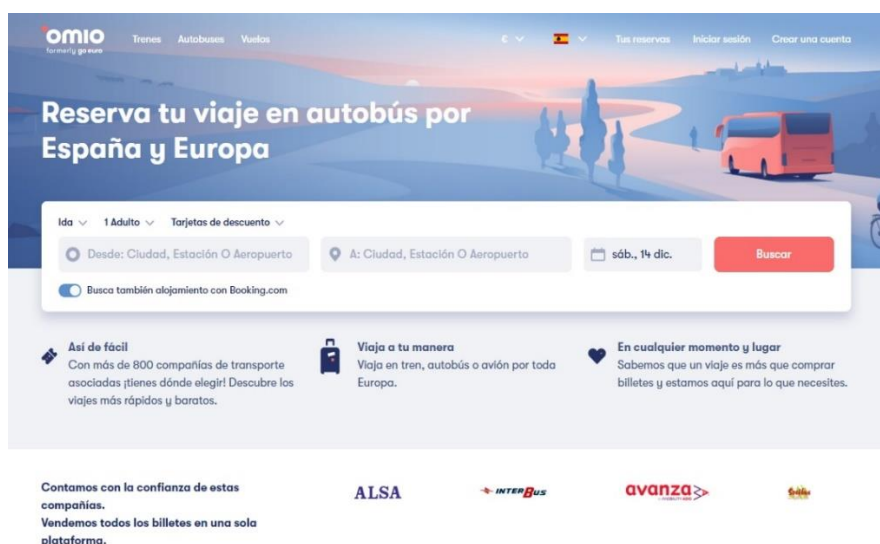 omio
formerly go euro
Trenes Autobuses Vuelos
€
Tus reservas Iniciar sesión Crear una cuenta
Reserva tu viaje en autobús por
España y Europa
Ida 1 Adulto Tarjetas de descuento
Desde: Ciudad, Estación O Aeropuerto
A: Ciudad, Estación O Aeropuerto
sáb., 14 dic.
Buscar
Busca también alojamiento con Booking.com
Así de fácil
Con más de 800 compañías de transporte
asociadas ¡tienes dónde elegir! Descubre los
viajes más rápidos y baratos.
Viaja a tu manera
Viaja en tren, autobús o avión por toda
Europa.
En cualquier momento y lugar
Sabemos que un viaje es más que comprar
billetes y estamos aquí para lo que necesites.
Contamos con la confianza de estas
compañías.
Vendemos todos los billetes en una sola
plataforma.
ALSA
INTERBUS
avanza